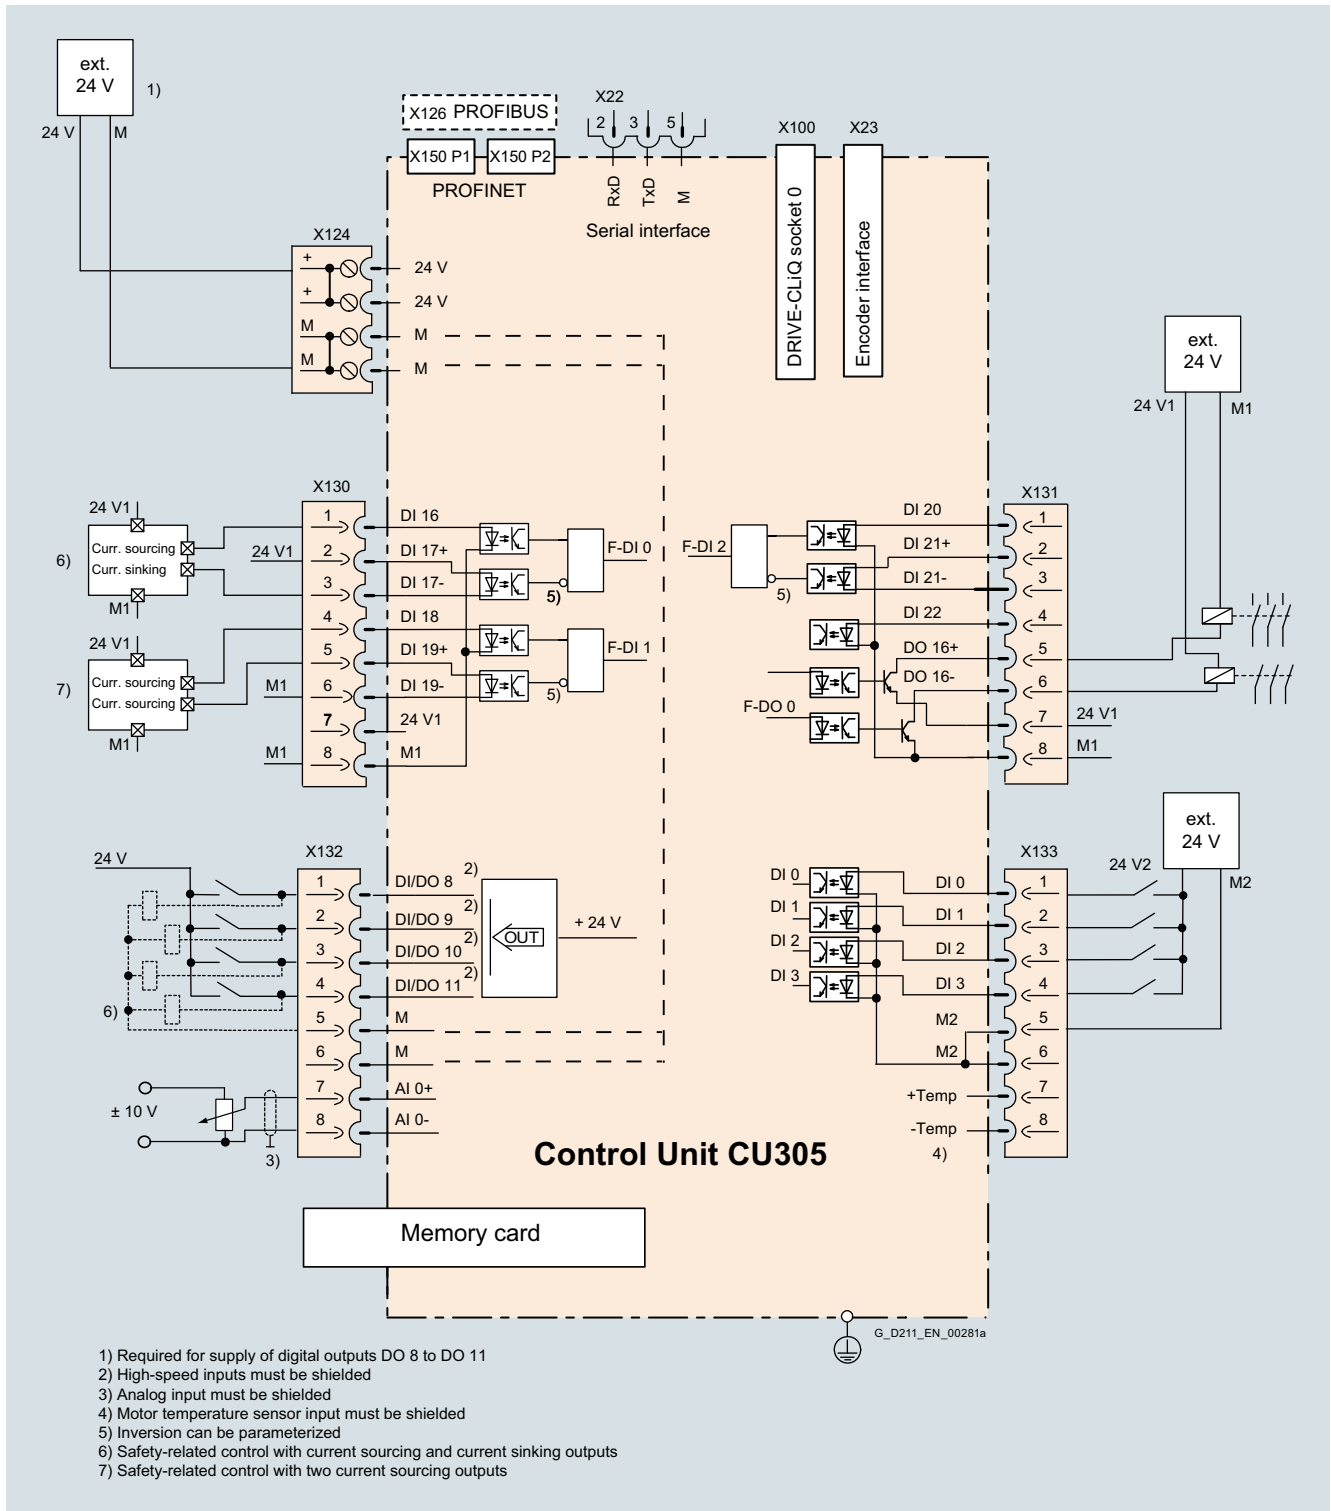 ext.
24 V
1)
24 V
M
X126 PROFIBUS
X150 P1
X150 P2
PROFINET
X22
2
3
5
RxD
TxD
M
Serial interface
X100
DRIVE-CLiQ socket 0
X23
Encoder interface
X124
+
24 V
+
24 V
M
M
M
M
ext.
24 V
24 V1
M1
X130
24 V1
Curr. sourcing
Curr. sinking
M1
6)
24 V1
1
DI 16
2
DI 17+
3
DI 17-
4
DI 18
5
DI 19+
6
DI 19-
7
24 V1
8
M1
24 V1
Curr. sourcing
Curr. sourcing
M1
7)
M1
M1
F-DI 0
5)
F-DI 1
5)
X131
F-DI 2
5)
DI 20
1
DI 21+
2
DI 21-
3
DI 22
4
DO 16+
5
DO 16-
6
F-DO 0
7
24 V1
8
M1
X132
24 V
1
DI/DO 8
2)
2
DI/DO 9
2)
3
DI/DO 10
2)
4
DI/DO 11
2)
5
M
6
M
7
AI 0+
8
AI 0-
6)
OUT
+ 24 V
± 10 V
3)
ext.
24 V
24 V2
M2
X133
DI 0
DI 0
1
DI 1
DI 1
2
DI 2
DI 2
3
DI 3
DI 3
4
M2
5
M2
6
+Temp
7
-Temp
8
4)
Control Unit CU305
Memory card
G_D211_EN_00281a
1) Required for supply of digital outputs DO 8 to DO 11
2) High-speed inputs must be shielded
3) Analog input must be shielded
4) Motor temperature sensor input must be shielded
5) Inversion can be parameterized
6) Safety-related control with current sourcing and current sinking outputs
7) Safety-related control with two current sourcing outputs